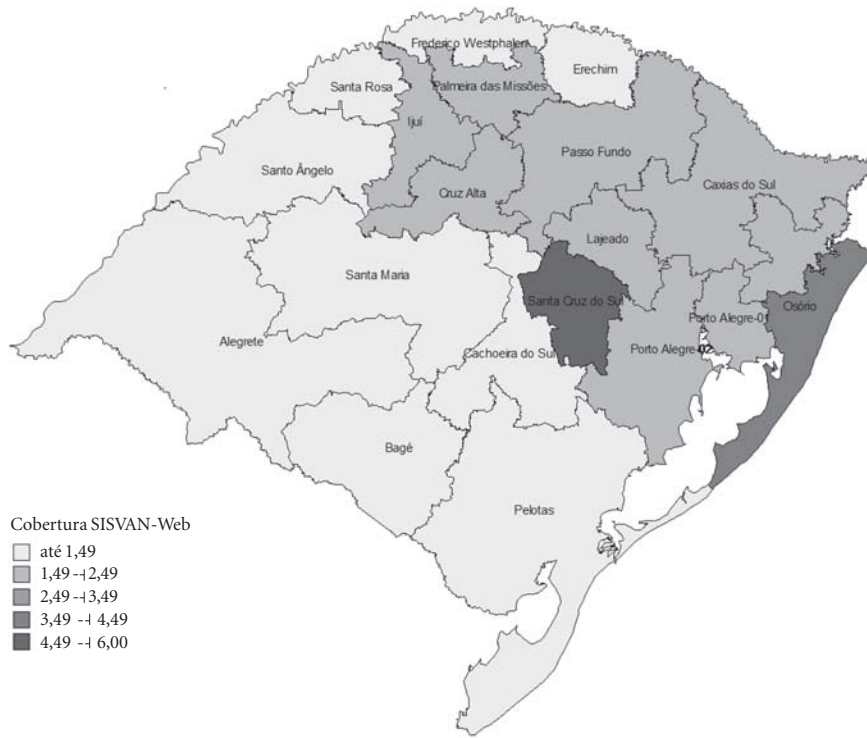 Frederico Westphalen
Erechim
Santa Rosa
Palmeira das Missões
Ijuí
Passo Fundo
Santo Ângelo
Caxias do Sul
Cruz Alta
Lajeado
Santa Maria
Santa Cruz do Sul
Osório
Porto Alegre-01
Alegrete
Cachoeira do Sul
Porto Alegre-02
Bagé
Pelotas
Cobertura SISVAN-Web
até 1,49
1,49 --┤2,49
2,49 --┤3,49
3,49 --┤ 4,49
4,49 --┤ 6,00